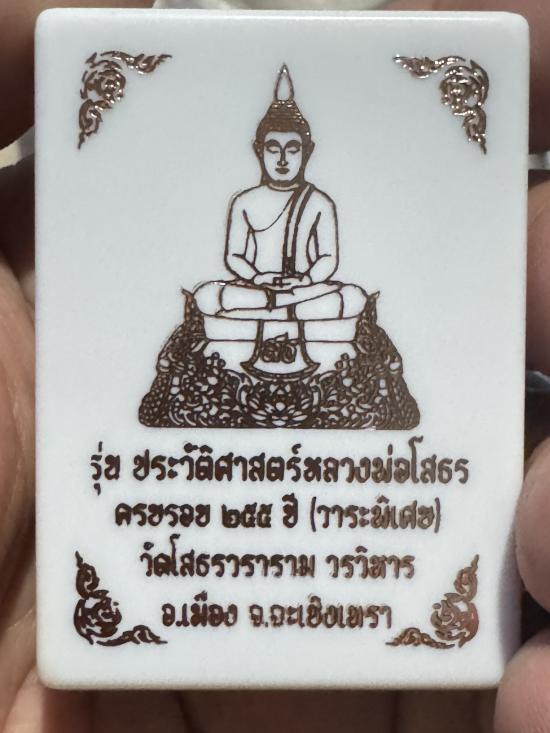 รุ่น ประวัติศาสตร์หลวงพ่อโสธร
ครบรอบ ๒๕๕ ปี (วาระพิเศษ)
วัดโสธรวราราม วรวิหาร
อ.เมือง จ.ฉะเชิงเทรา